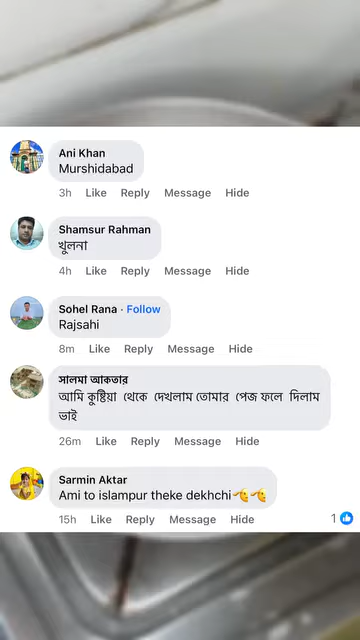 Ani Khan
Murshidabad
3h Like Reply Message Hide
Shamsur Rahman
খুলনা
4h Like Reply Message Hide
Sohel Rana · Follow
Rajsahi
8m Like Reply Message Hide
সালমা আকতার
আমি কুষ্টিয়া থেকে দেখলাম তোমার পেজ ফলে দিলাম
ভাই
26m Like Reply Message Hide
Sarmin Aktar
Ami to islampur theke dekhchi🫰🫰
15h Like Reply Message Hide 1